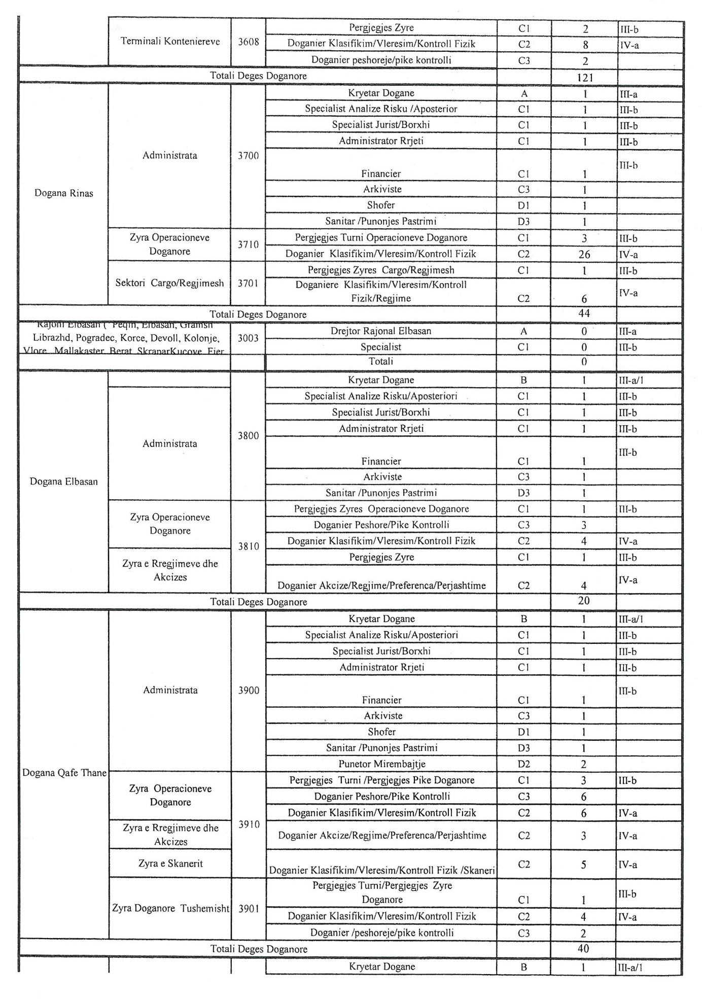 Terminali Konteniereve 3608 Pergjegjes Zyre C1 2 III-b
Doganier Klasifikim/Vleresim/Kontroll Fizik C2 8 IV-a
Doganier peshoreje/pike kontrolli C3 2
Totali Deges Doganore 121
Dogana Rinas Administrata 3700 Kryetar Dogane A 1 III-a
Specialist Analize Risku /Aposterior C1 1 III-b
Specialist Jurist/Borxhi C1 1 III-b
Administrator Rrjeti C1 1 III-b
Financier C1 1 III-b
Arkiviste C3 1
Shofer D1 1
Sanitar /Punonjes Pastrimi D3 1
Zyra Operacioneve
Doganore 3710 Pergjegjes Turni Operacioneve Doganore C1 3 III-b
Doganier Klasifikim/Vleresim/Kontroll Fizik C2 26 IV-a
Sektori Cargo/Regjimesh 3701 Pergjegjes Zyres Cargo/Regjimesh C1 1 III-b
Doganiere Klasifikim/Vleresim/Kontroll
Fizik/Regjime C2 6 IV-a
Totali Deges Doganore 44
Rajoni Elbasan ( Peqin, Elbasan, Gramsh
Librazhd, Pogradec, Korce, Devoll, Kolonje,
Vlore, Mallakaster, Berat, SkraparKucove, Fier
3003 Drejtor Rajonal Elbasan A 0 III-a
Specialist C1 0 III-b
Totali 0
Dogana Elbasan 3800 Kryetar Dogane B 1 III-a/1
Administrata Specialist Analize Risku/Aposteriori C1 1 III-b
Specialist Jurist/Borxhi C1 1 III-b
Administrator Rrjeti C1 1 III-b
Financier C1 1 III-b
Arkiviste C3 1
Sanitar /Punonjes Pastrimi D3 1
Zyra Operacioneve
Doganore 3810 Pergjegjes Zyres Operacioneve Doganore C1 1 III-b
Doganier Peshore/Pike Kontrolli C3 3
Doganier Klasifikim/Vleresim/Kontroll Fizik C2 4 IV-a
Zyra e Rregjimeve dhe
Akcizes Pergjegjes Zyre C1 1 III-b
Doganier Akcize/Regjime/Preferenca/Perjashtime C2 4 IV-a
Totali Deges Doganore 20
Dogana Qafe Thane Administrata 3900 Kryetar Dogane B 1 III-a/1
Specialist Analize Risku/Aposteriori C1 1 III-b
Specialist Jurist/Borxhi C1 1 III-b
Administrator Rrjeti C1 1 III-b
Financier C1 1 III-b
Arkiviste C3 1
Shofer D1 1
Sanitar /Punonjes Pastrimi D3 1
Punetor Mirembajtje D2 2
Zyra Operacioneve
Doganore 3910 Pergjegjes Turni /Pergjegjes Pike Doganore C1 3 III-b
Doganier Peshore/Pike Kontrolli C3 6
Doganier Klasifikim/Vleresim/Kontroll Fizik C2 6 IV-a
Zyra e Rregjimeve dhe
Akcizes Doganier Akcize/Regjime/Preferenca/Perjashtime C2 3 IV-a
Zyra e Skanerit Doganier Klasifikim/Vleresim/Kontroll Fizik /Skaneri C2 5 IV-a
Zyra Doganore Tushemisht 3901 Pergjegjes Turni/Pergjegjes Zyre
Doganore C1 1 III-b
Doganier Klasifikim/Vleresim/Kontroll Fizik C2 4 IV-a
Doganier /peshoreje/pike kontrolli C3 2
Totali Deges Doganore 40
Kryetar Dogane B 1 III-a/1